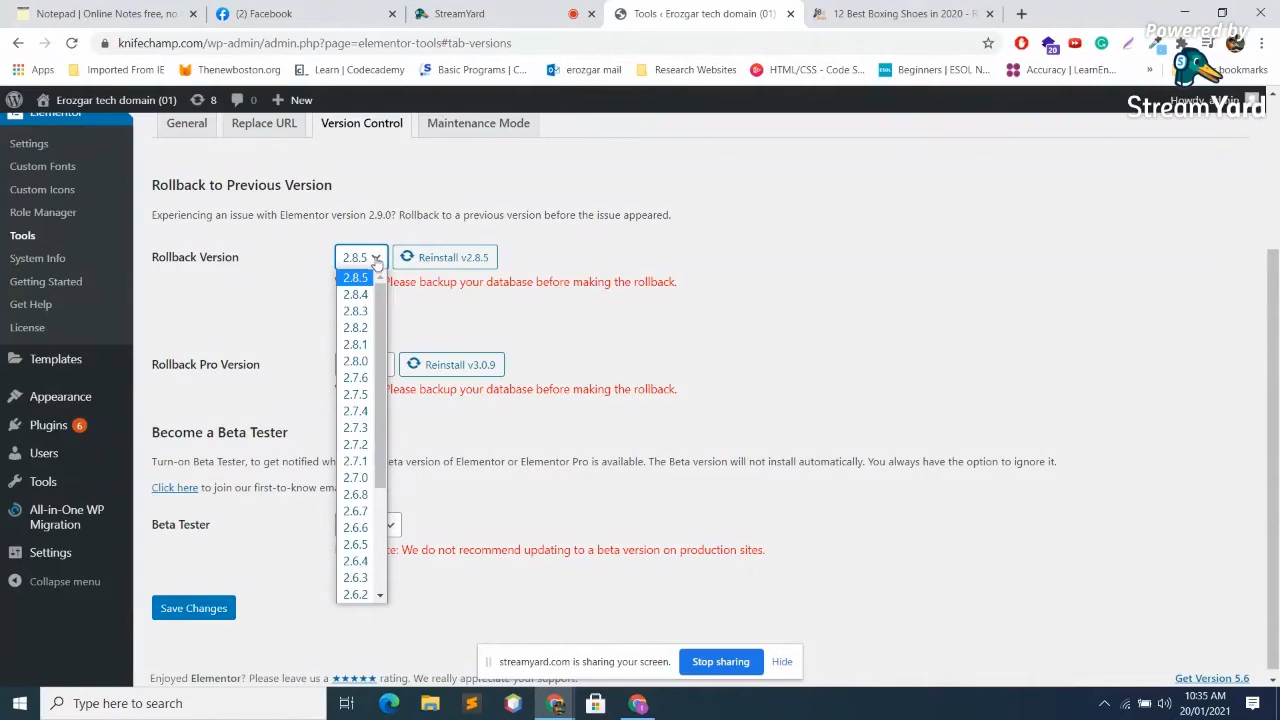 Notepad | Online Notes free, no
(2) Facebook
StreamYard
Tools ‹ Erozgar tech domain (01)
12 Best Boxing Shoes in 2020 - R
Powered by
knifechamp.com/wp-admin/admin.php?page=elementor-tools#tab-versio
20
Apps
Imported From IE
Thenewboston.org
Learn | Codecademy
Basic Programs | C...
erozgar mail
Research Websites
HTML/CSS - Code S...
Beginners | ESOL N...
Accuracy | LearnEn...
»
bookmarks
StreamYard
Erozgar tech domain (01)
8
0
New
Howdy, admin
Elementor
General
Replace URL
Version Control
Maintenance Mode
Settings
Custom Fonts
Custom Icons
Role Manager
Tools
System Info
Getting Started
Get Help
License
Templates
Appearance
Plugins 6
Users
Tools
All-in-One WP
Migration
Settings
Collapse menu
Rollback to Previous Version
Experiencing an issue with Elementor version 2.9.0? Rollback to a previous version before the issue appeared.
Rollback Version
2.8.5
Reinstall v2.8.5
Please backup your database before making the rollback.
2.8.5
2.8.4
2.8.3
2.8.2
2.8.1
2.8.0
2.7.6
2.7.5
2.7.4
2.7.3
2.7.2
2.7.1
2.7.0
2.6.8
2.6.7
2.6.6
2.6.5
2.6.4
2.6.3
2.6.2
Rollback Pro Version
Reinstall v3.0.9
Please backup your database before making the rollback.
Become a Beta Tester
Turn-on Beta Tester, to get notified wh
eta version of Elementor or Elementor Pro is available. The Beta version will not install automatically. You always have the option to ignore it.
Click here to join our first-to-know ema
Beta Tester
te: We do not recommend updating to a beta version on production sites.
Save Changes
streamyard.com is sharing your screen.
Stop sharing
Hide
Enjoyed Elementor? Please leave us a ★★★★★ rating. We really appreciate your support.
Get Version 5.6
Type here to search
10:35 AM
20/01/2021